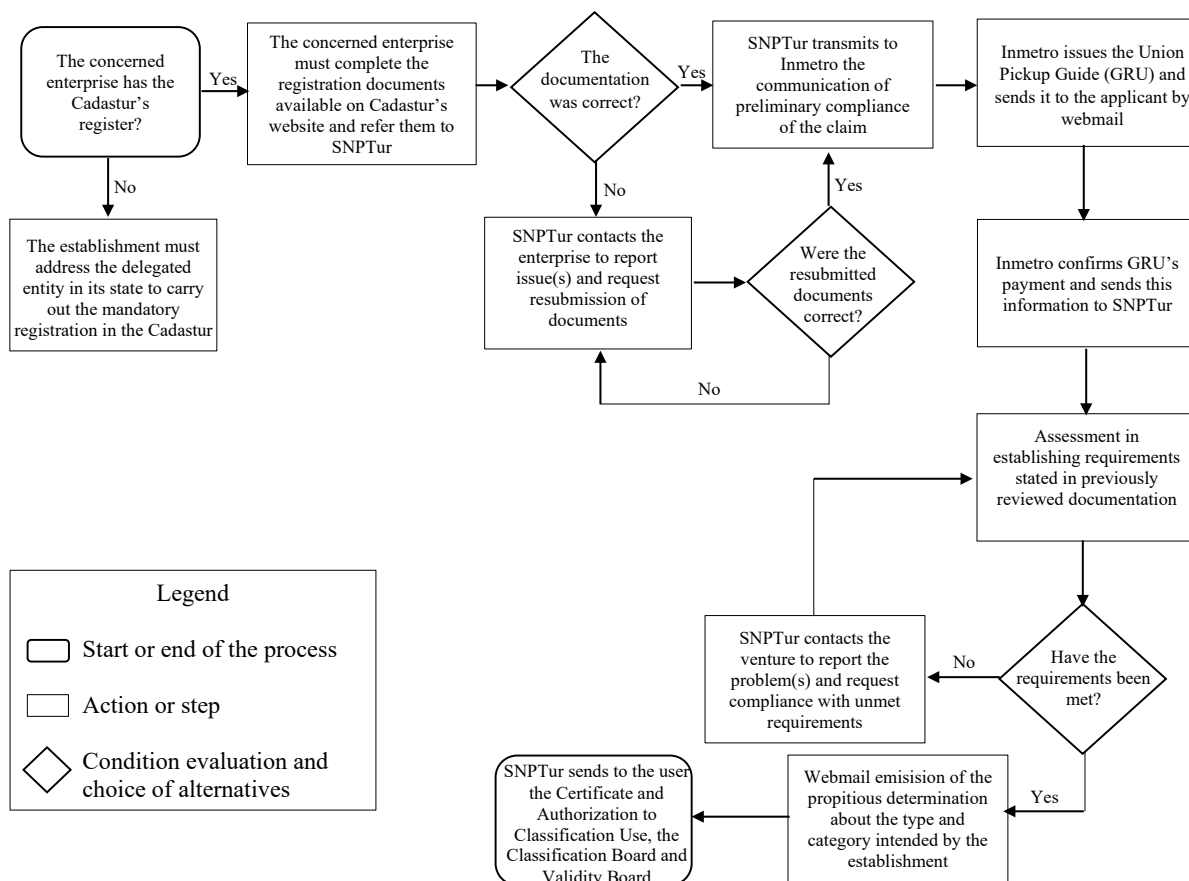 The concerned
enterprise has the
Cadastur's
register?
Yes
The concerned enterprise
must complete the
registration documents
available on Cadastur's
website and refer them to
SNPTur
The
documentation
was correct?
Yes
SNPTur transmits to
Inmetro the
communication of
preliminary compliance
of the claim
Inmetro issues the Union
Pickup Guide (GRU) and
sends it to the applicant by
webmail
No
The establishment must
address the delegated
entity in its state to carry
out the mandatory
registration in the Cadastur
No
SNPTur contacts the
enterprise to report
issue(s) and request
resubmission of
documents
Yes
Were the
resubmitted
documents
correct?
No
Inmetro confirms GRU's
payment and sends this
information to SNPTur
Assessment in
establishing requirements
stated in previously
reviewed documentation
Have the
requirements been
met?
No
SNPTur contacts the
venture to report the
problem(s) and request
compliance with unmet
requirements
Yes
Webmail emisision of the
propitious determination
about the type and
category intended by the
establishment
SNPTur sends to the user
the Certificate and
Authorization to
Classification Use, the
Classification Board and
Validity Board
Legend
Start or end of the process
Action or step
Condition evaluation and
choice of alternatives